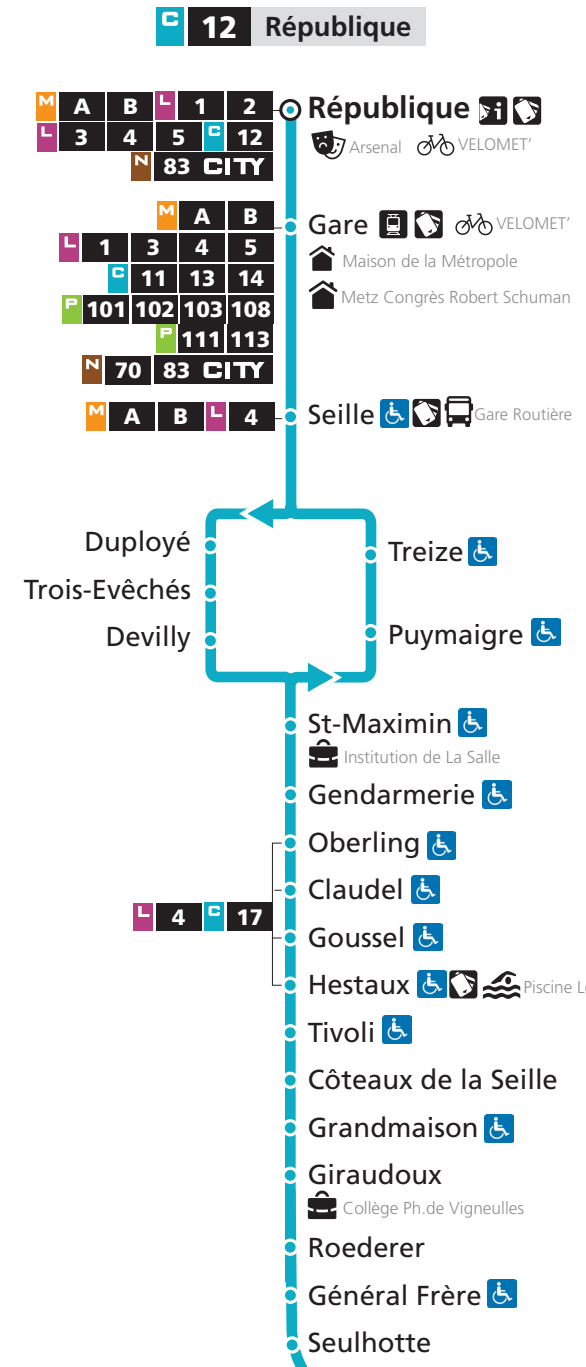 C 12 République
M A B L 1 2 République
L 3 4 5 C 12 Arsenal VELOMET'
N 83 CITY
M A B Gare VELOMET'
L 1 3 4 5 Maison de la Métropole
C 11 13 14 Metz Congrès Robert Schuman
P 101 102 103 108
P 111 113
N 70 83 CITY
M A B L 4 Seille Gare Routière
Duployé
Treize
Trois-Evêchés
Devilly
Puymaigre
St-Maximin
Institution de La Salle
Gendarmerie
Oberling
Claudel
L 4 C 17
Goussel
Hestaux Piscine
Tivoli
Côteaux de la Seille
Grandmaison
Giraudoux
Collège Ph.de Vigneulles
Roederer
Général Frère
Seulhotte